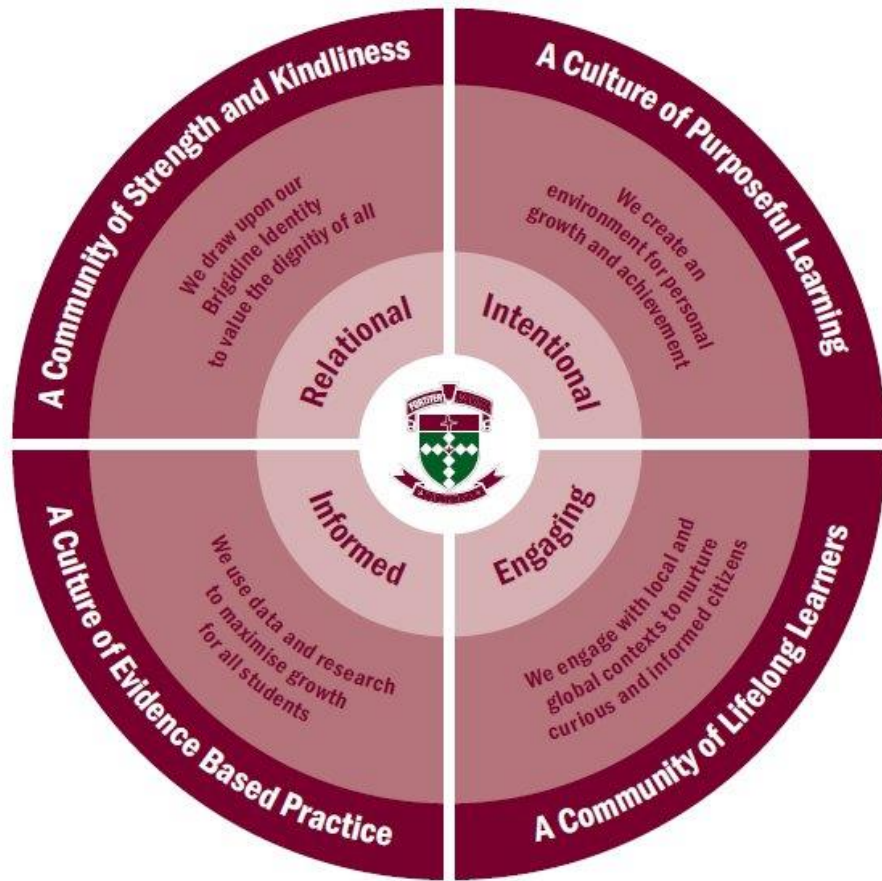 A Community of Strength and Kindliness
We draw upon our
Brigidine Identity
to value the dignitiy of all
Relational
A Culture of Purposeful Learning
We create an
environment for personal
growth and achievement
Intentional
FORTITER
Informed
We use data and research
to maximise growth
for all students
A Culture of Evidence Based Practice
Engaging
We engage with local and
global contexts to nurture
curious and informed citizens
A Community of Lifelong Learners